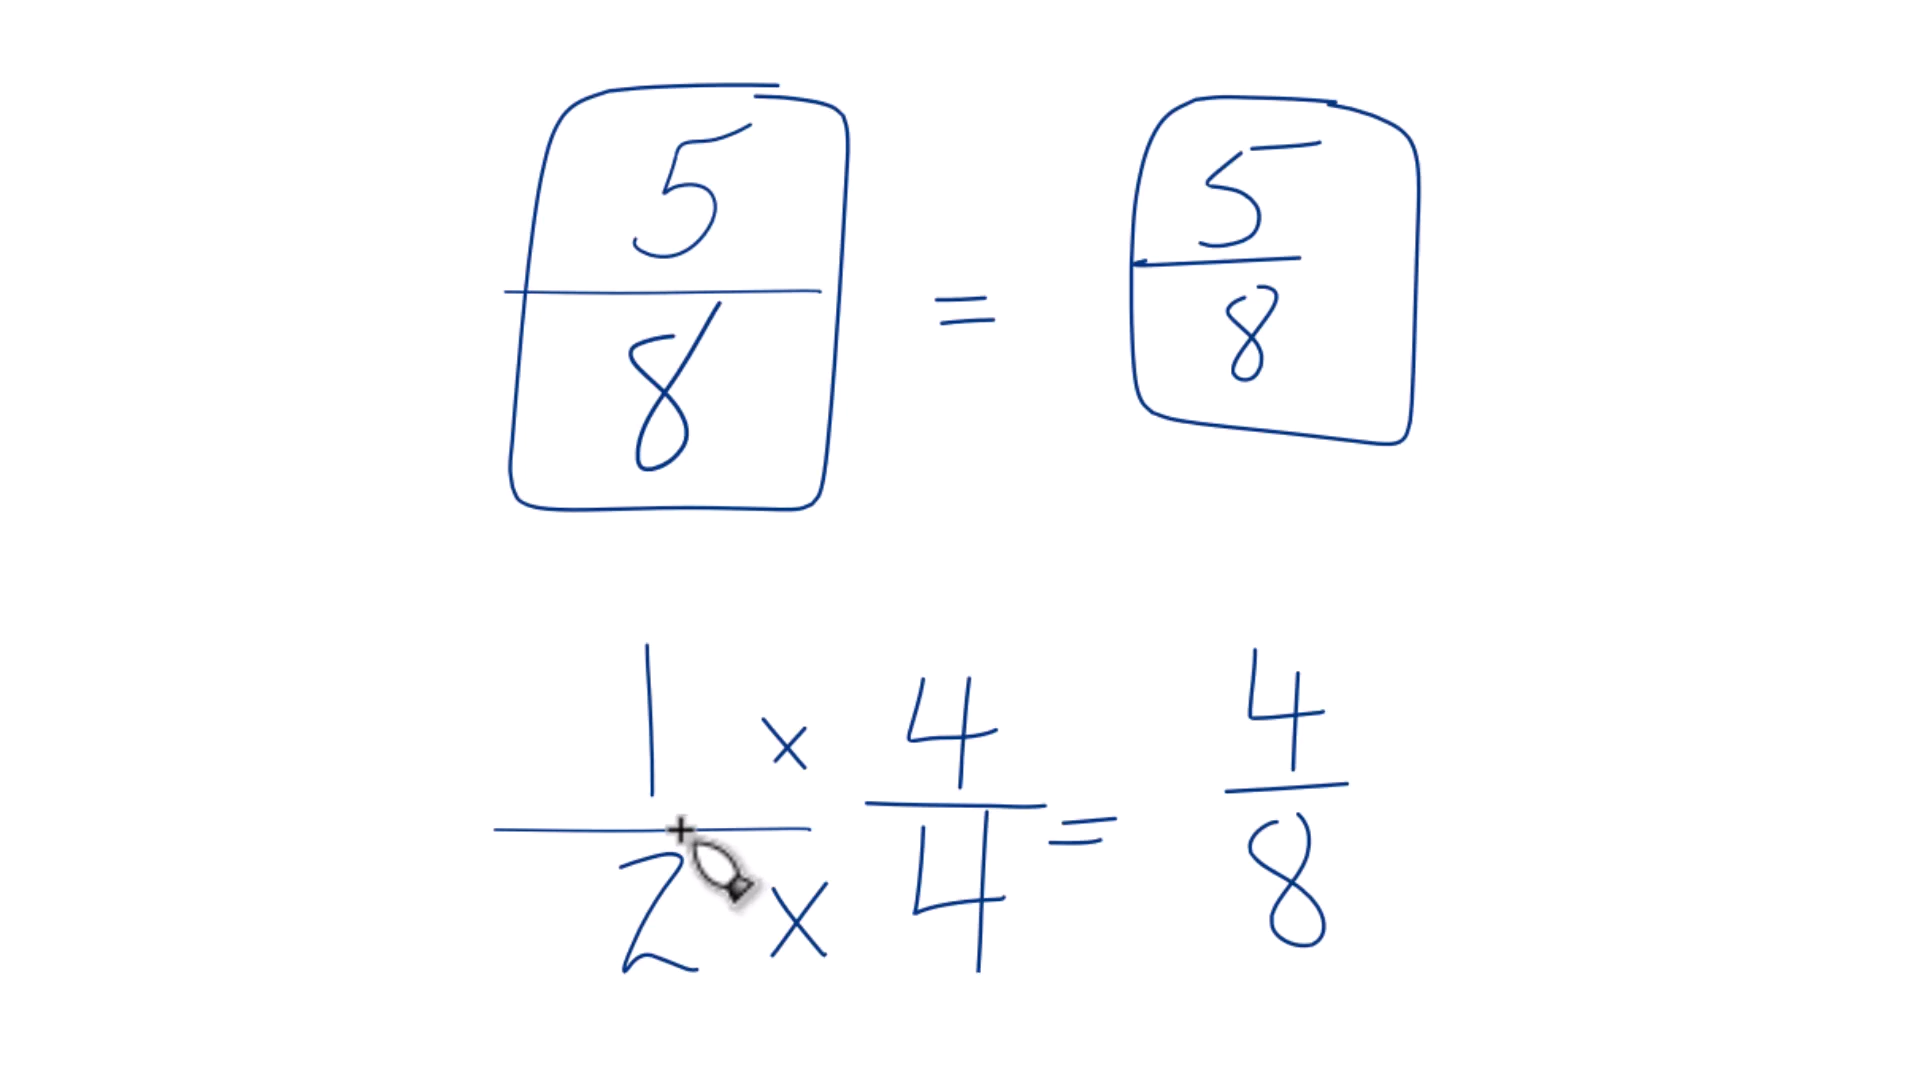 5/8 = 5/8
1/2 × 4/4 = 4/8
×